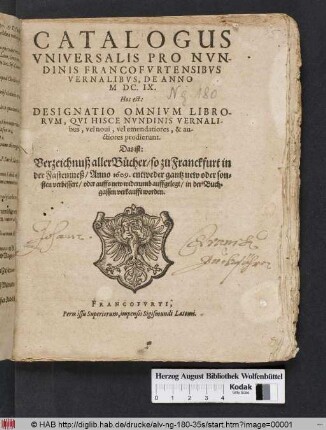 CATALOGUS
VNIVERSALIS PRO NVN-
DINIS FRANCOFVRTENSIBVS
VERNALIBVS, DE ANNO
M DC. IX.
Hoc est:
DESIGNATIO OMNIVM LIBRO-
RVM, QVI HISCE NVNDINIS VERNALI-
bus, vel noui, vel emendatiores, & au-
ctiores prodierunt.
Das ist:
Verzeichnuß aller Bücher / so zu Franckfurt in
der Fastenmeß / Anno 1609. entweder gantz new oder son-
sten verbessert / oder auffs new widerumb auffgelegt / in der Buch-
gassen verkaufft worden.
FRANCOFVRTI,
Permissu Superiorum, impensis Sigismundi Latomi.
Herzog August Bibliothek Wolfenbüttel
Kodak
© HAB http://diglib.hab.de/drucke/alv-ng-180-35s/start.htm?image=00001